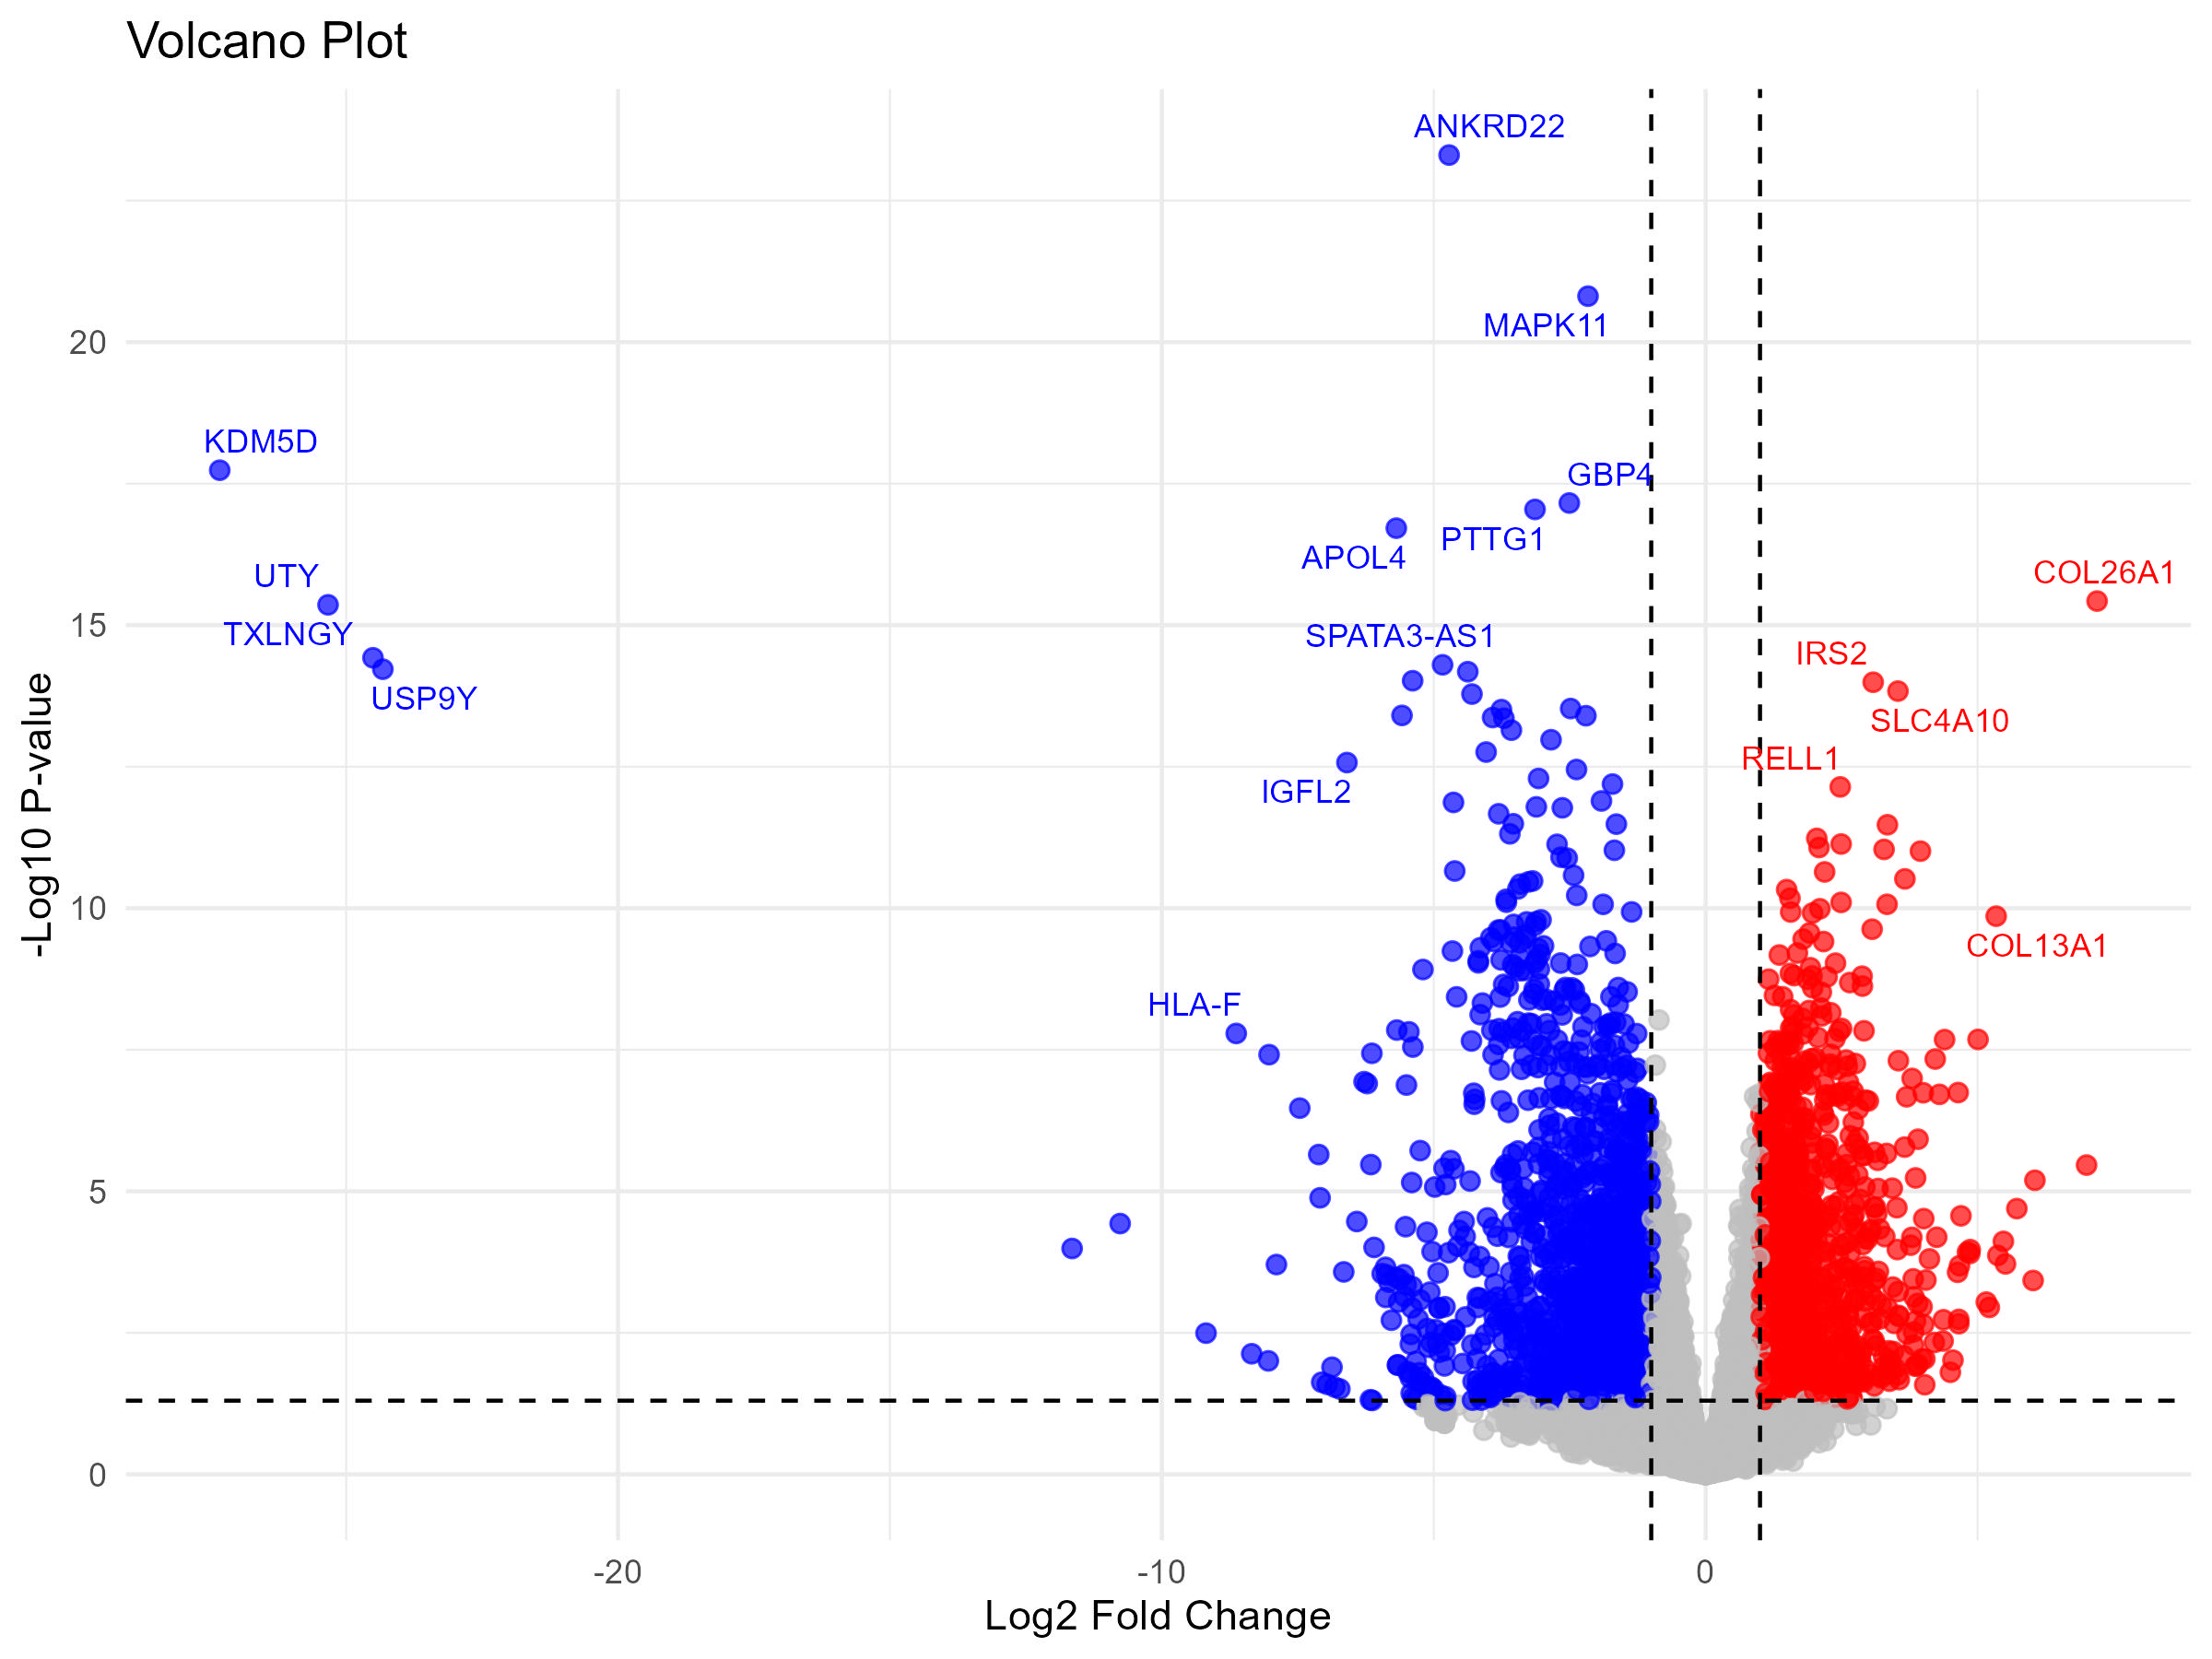 Volcano Plot
ANKRD22
MAPK11
20
KDM5D
GBP4
PTTG1
APOL4
UTY
COL26A1
15
TXLNGY
SPATA3-AS1
IRS2
USP9Y
SLC4A10
RELL1
IGFL2
-Log10 P-value
10
COL13A1
HLA-F
5
0
-20
-10
0
Log2 Fold Change